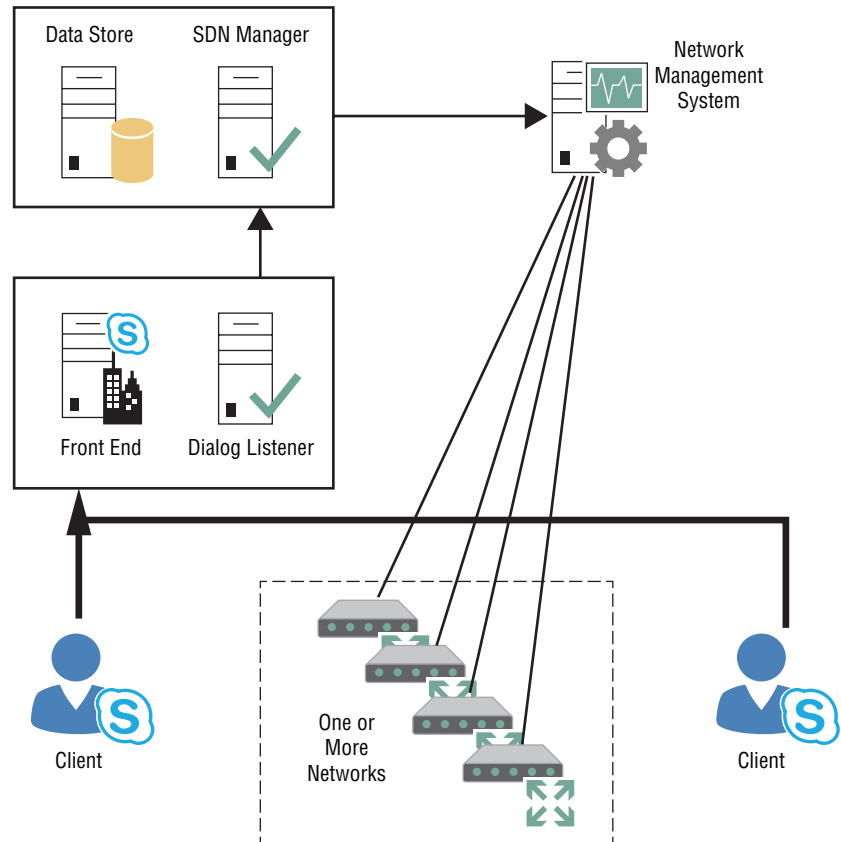 Data Store
SDN Manager
Network
Management
System
S
Front End
Dialog Listener
S
Client
One or
More
Networks
S
Client